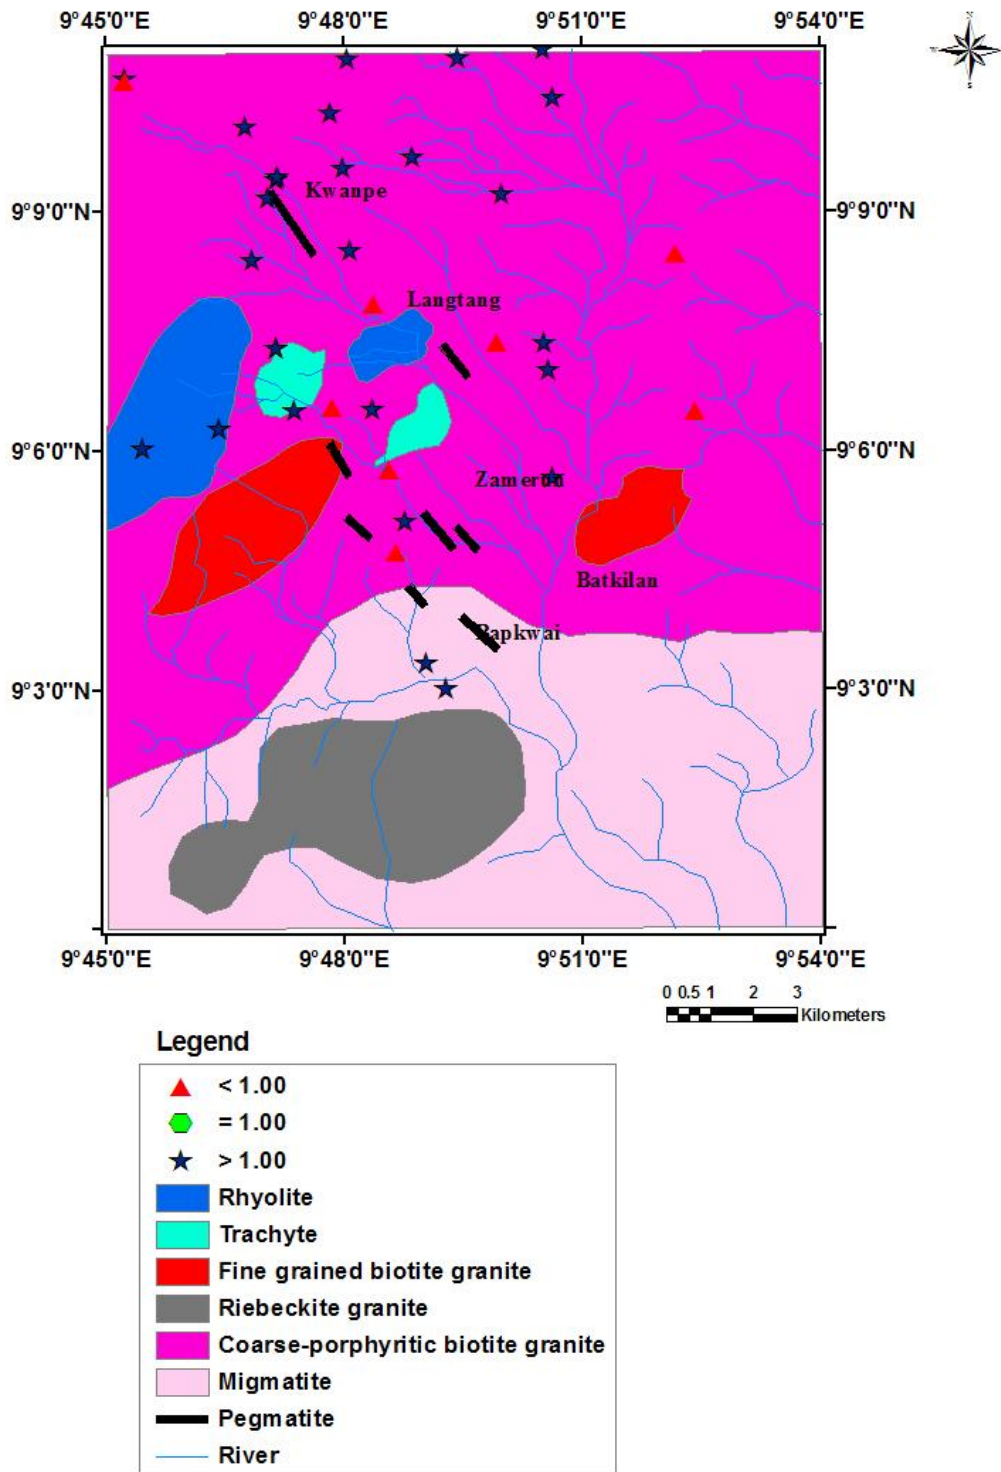 9°45'0"E 9°48'0"E 9°51'0"E 9°54'0"E
N
W
S
Kwanpe
9°9'0"N 9°9'0"N
Langtang
9°6'0"N 9°6'0"N
Zamerun
Batkilan
Bapkwai
9°3'0"N 9°3'0"N
9°45'0"E 9°48'0"E 9°51'0"E 9°54'0"E
0 0.5 1 2 3
Kilometers
Legend
< 1.00
= 1.00
> 1.00
Rhyolite
Trachyte
Fine grained biotite granite
Riebeckite granite
Coarse-porphyritic biotite granite
Migmatite
Pegmatite
River